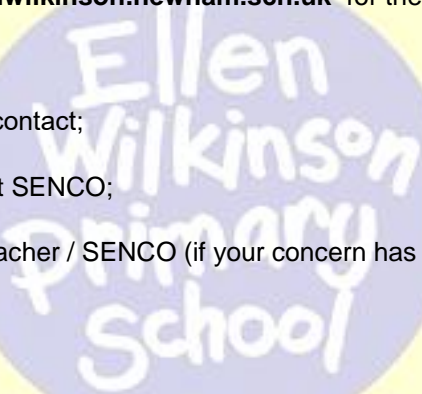 wilkinson.newham.sch.uk for the
Ellen
contact;
Wilkinson
t SENCO;
Primary
acher / SENCO (if your concern has
School